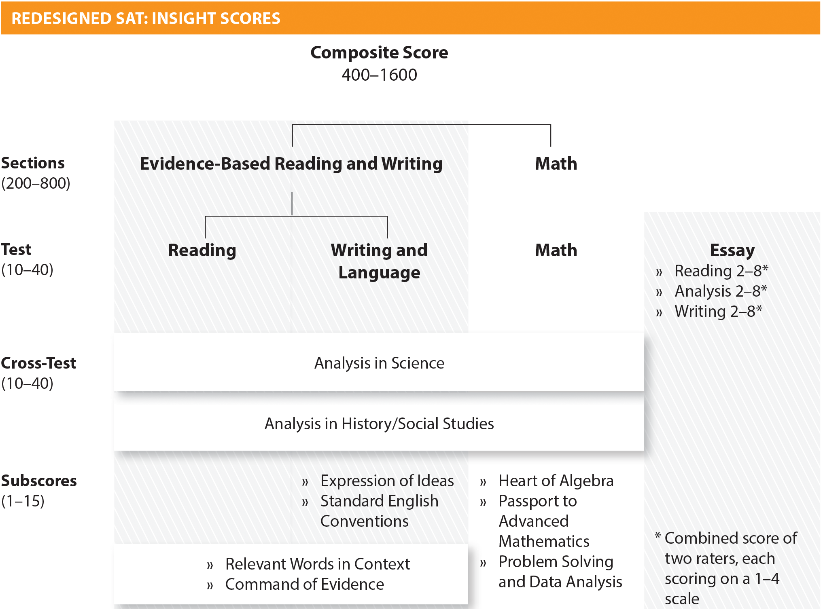 REDESIGNED SAT: INSIGHT SCORES
Composite Score
400–1600
Sections
(200–800)
Evidence-Based Reading and Writing
Math
Test
(10–40)
Reading
Writing and
Language
Math
Essay
» Reading 2–8*
» Analysis 2–8*
» Writing 2–8*
Cross-Test
(10–40)
Analysis in Science
Analysis in History/Social Studies
Subscores
(1–15)
» Expression of Ideas
» Standard English
Conventions
» Heart of Algebra
» Passport to
Advanced
Mathematics
» Problem Solving
and Data Analysis
» Relevant Words in Context
» Command of Evidence
* Combined score of
two raters, each
scoring on a 1–4
scale